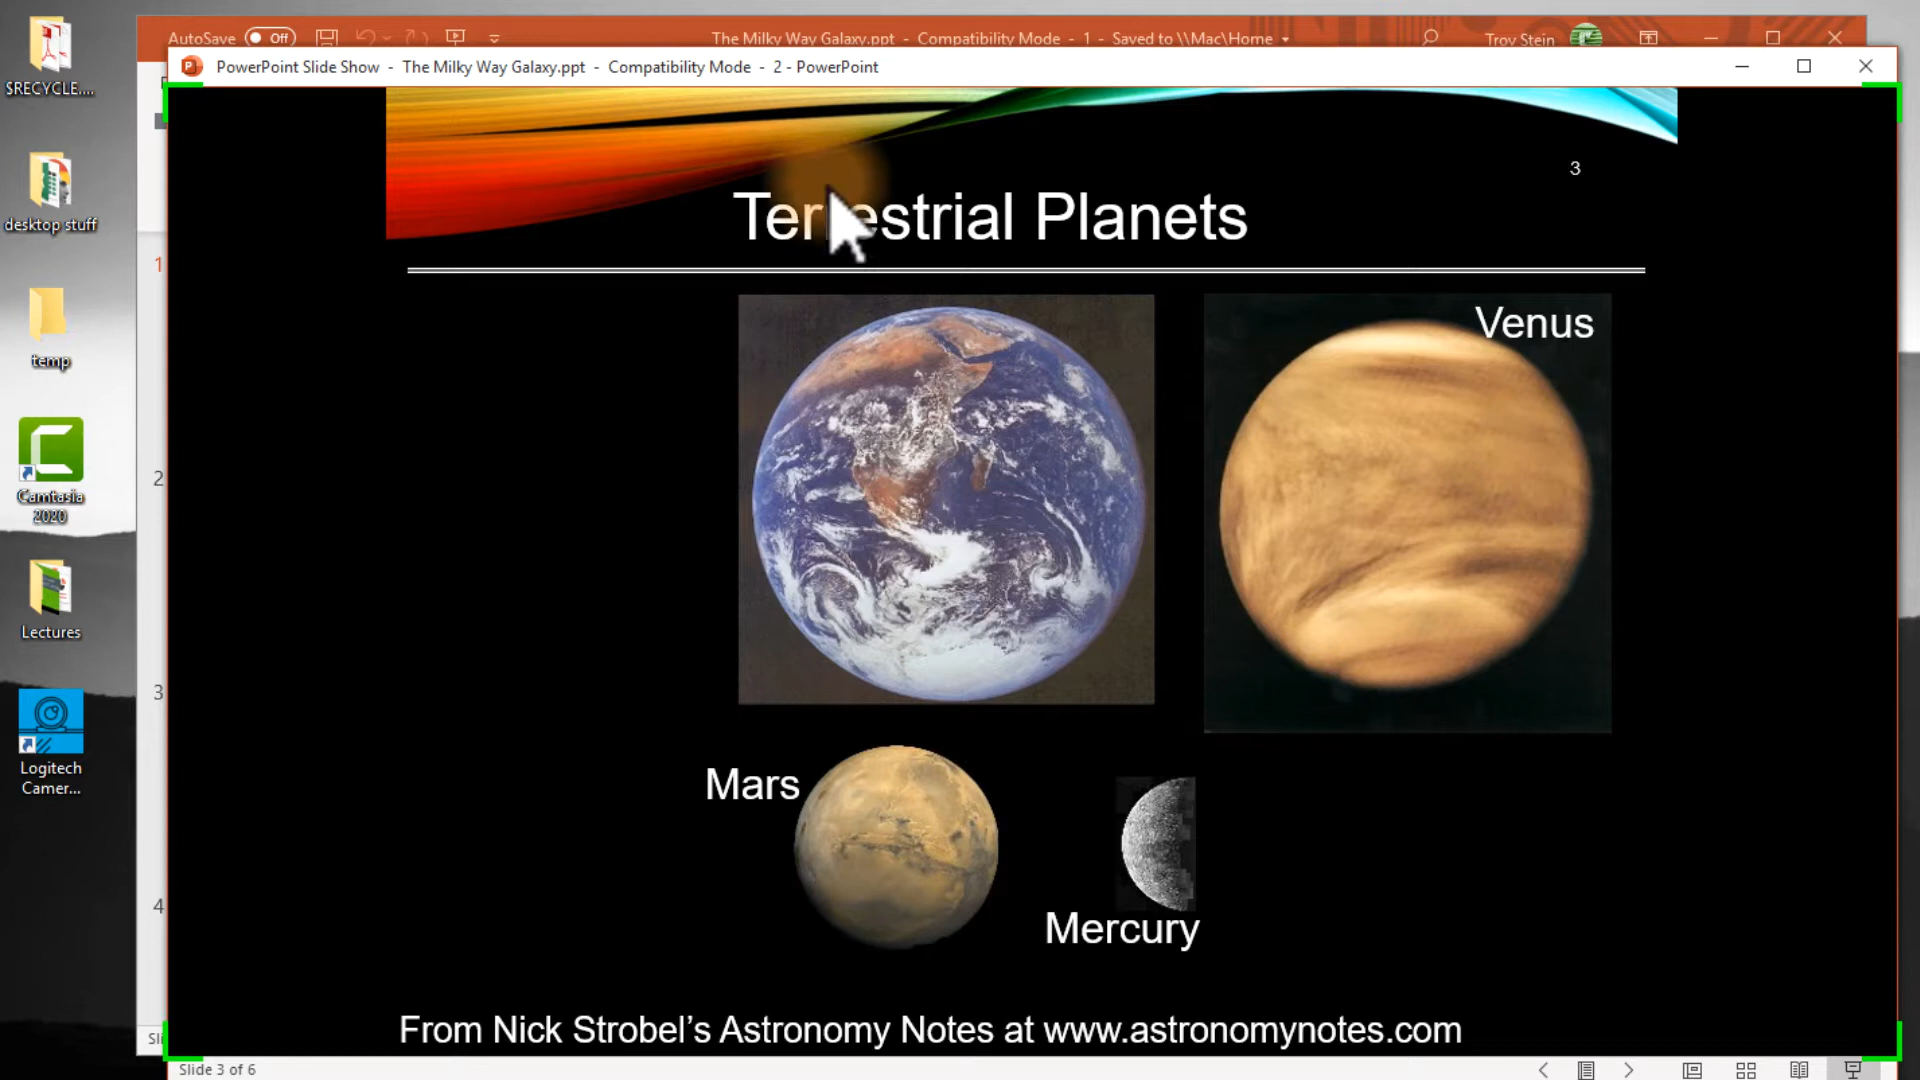 AutoSave Off The Milky Way Galaxy.ppt - Compatibility Mode - 1 - Saved to \\Mac\Home Troy Stein
PowerPoint Slide Show - The Milky Way Galaxy.ppt - Compatibility Mode - 2 - PowerPoint
$RECYCLE....
desktop stuff
temp
Camtasia
2020
Lectures
Logitech
Camer...
1
2
3
4
3
Terrestrial Planets
Venus
Mars
Mercury
From Nick Strobel’s Astronomy Notes at www.astronomynotes.com
Sli
Slide 3 of 6